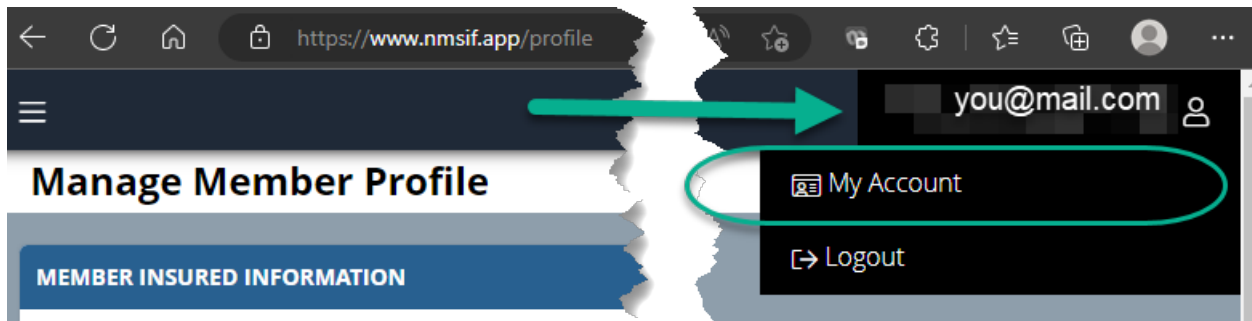 https://www.nmsif.app/profile
you@mail.com
Manage Member Profile
My Account
MEMBER INSURED INFORMATION
Logout